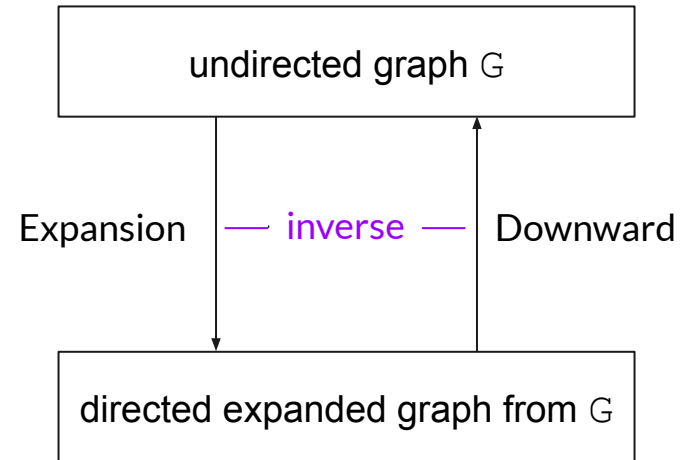 undirected graph G
Expansion — inverse — Downward
directed expanded graph from G